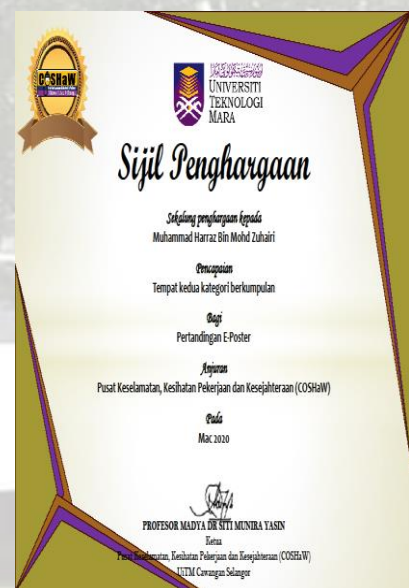 COSHaW
UNIVERSITI
TEKNOLOGI
MARA
Sijil Penghargaan
Sekalung penghargaan kepada
Muhammad Harraz Bin Mohd Zuhairi
Pencapaian
Tempat kedua kategori berkumpulan
Bagi
Pertandingan E-Poster
Anjuran
Pusat Keselamatan, Kesihatan Pekerjaan dan Kesejahteraan (COSHaW)
Pada
Mac 2020
PROFESOR MADYA DR SITI MUNIRA YASIN
Ketua
Pusat Keselamatan, Kesihatan Pekerjaan dan Kesejahteraan (COSHaW)
UiTM Cawangan Selangor